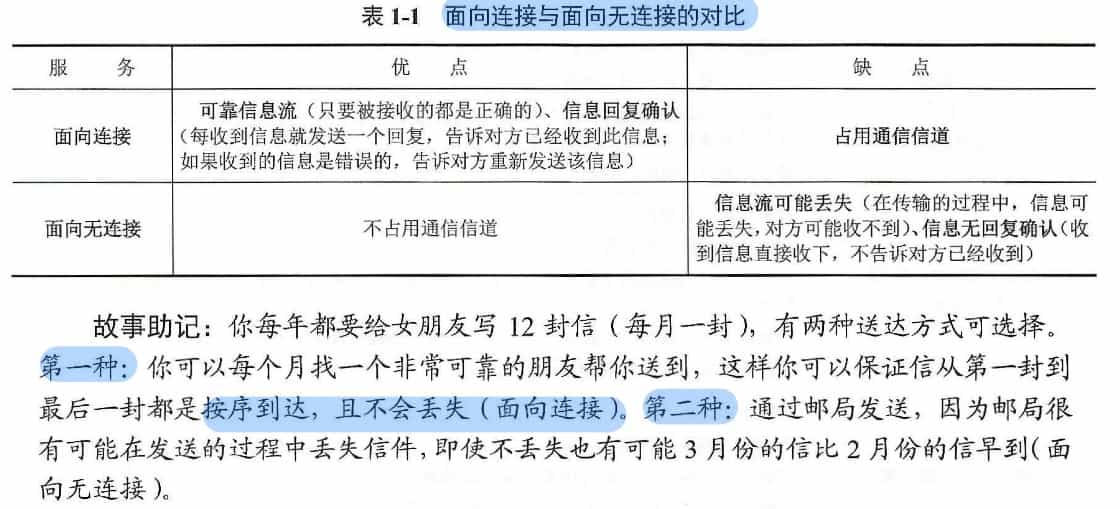 表 1-1 面向连接与面向无连接的对比
服 务 优 点 缺 点
面向连接
可靠信息流（只要被接收的都是正确的）、信息回复确认
（每收到信息就发送一个回复，告诉对方已经收到此信息；
如果收到的信息是错误的，告诉对方重新发送该信息）
占用通信信道
面向无连接
不占用通信信道
信息流可能丢失（在传输的过程中，信息可
能丢失，对方可能收不到）、信息无回复确认（收
到信息直接收下，不告诉对方已经收到）
故事助记：你每年都要给女朋友写 12 封信（每月一封），有两种送达方式可选择。
第一种：你可以每个月找一个非常可靠的朋友帮你送到，这样你可以保证信从第一封到
最后一封都是按序到达，且不会丢失（面向连接）。第二种：通过邮局发送，因为邮局很
有可能在发送的过程中丢失信件，即使不丢失也有可能 3 月份的信比 2 月份的信早到（面
向无连接）。